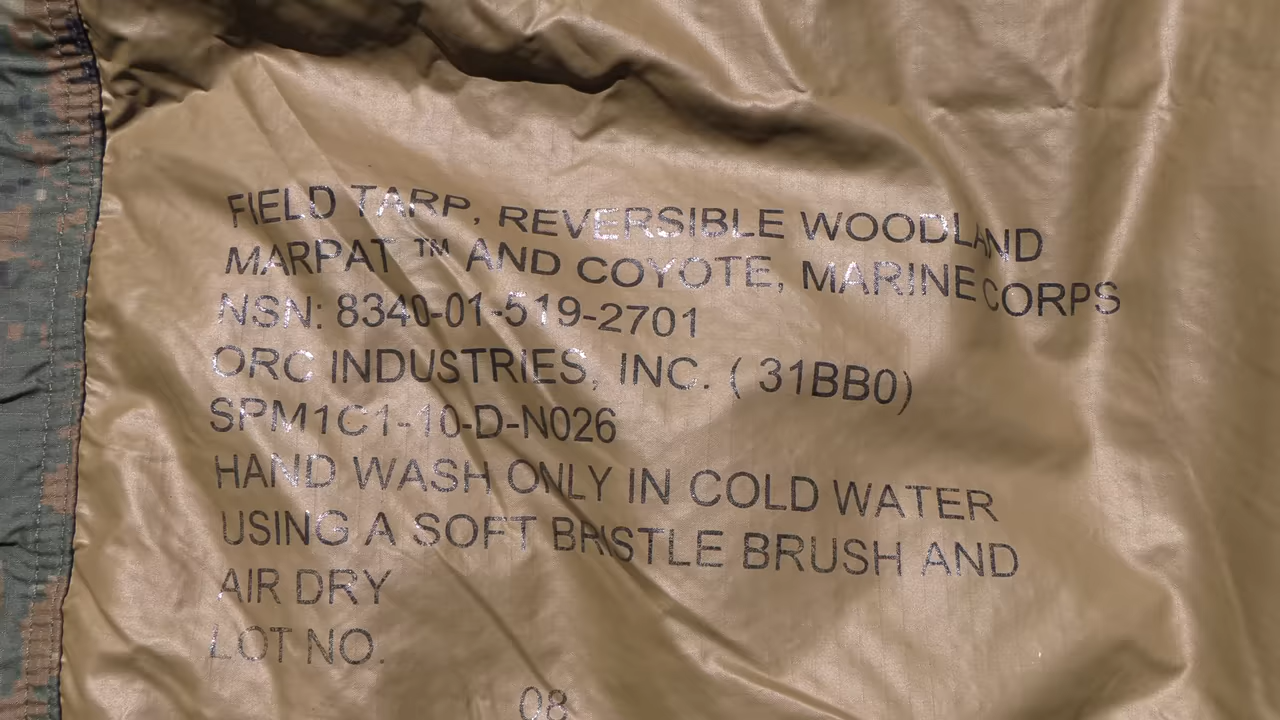 FIELD TARP, REVERSIBLE WOODLAND
MARPAT ™ AND COYOTE, MARINE CORPS
NSN: 8340-01-519-2701
ORC INDUSTRIES, INC. ( 31BB0)
SPM1C1-10-D-N026
HAND WASH ONLY IN COLD WATER
USING A SOFT BRISTLE BRUSH AND
AIR DRY
LOT NO.
08